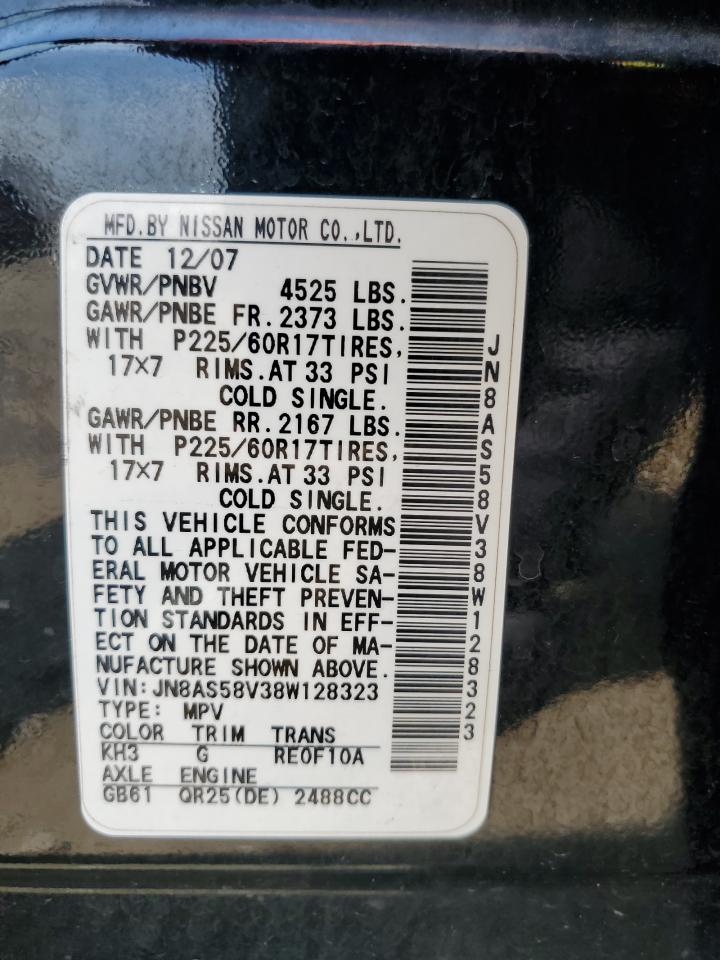 MFD.BY NISSAN MOTOR CO.,LTD.
DATE 12/07
GVWR/PNBV 4525 LBS.
GAWR/PNBE FR.2373 LBS.
WITH P225/60R17TIRES,
17X7 RIMS.AT 33 PSI
COLD SINGLE.
GAWR/PNBE RR.2167 LBS.
WITH P225/60R17TIRES,
17X7 RIMS.AT 33 PSI
COLD SINGLE.
THIS VEHICLE CONFORMS
TO ALL APPLICABLE FED-
ERAL MOTOR VEHICLE SA-
FETY AND THEFT PREVEN-
TION STANDARDS IN EFF-
ECT ON THE DATE OF MA-
NUFACTURE SHOWN ABOVE.
VIN:JN8AS58V38W128323
TYPE: MPV
COLOR TRIM TRANS
KH3 G RE0F10A
AXLE ENGINE
GB61 QR25(DE) 2488CC
JN8AS58V38W128323